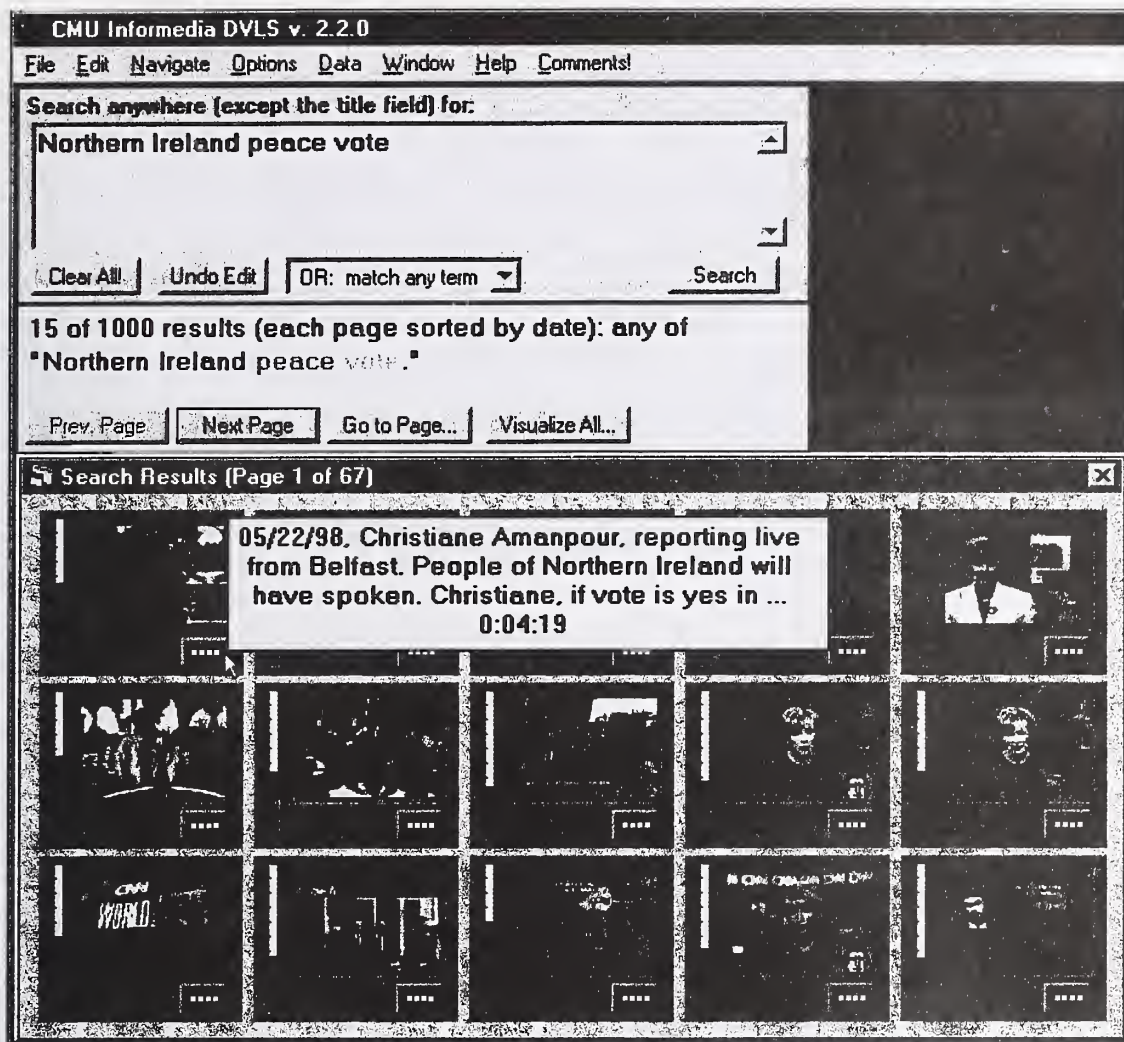 CMU Informedia DVLS v. 2.2.0
File Edit Navigate Options Data Window Help Comments!
Search anywhere (except the title field) for:
Northern Ireland peace vote
Clear All! Undo Edit OR: match any term Search
15 of 1000 results (each page sorted by date): any of
"Northern Ireland peace vote."
Prev. Page Next Page Go to Page... Visualize All...
Search Results (Page 1 of 67)
05/22/98, Christiane Amanpour, reporting live
from Belfast. People of Northern Ireland will
have spoken. Christiane, if vote is yes in ...
0:04:19
CNN
WORLD